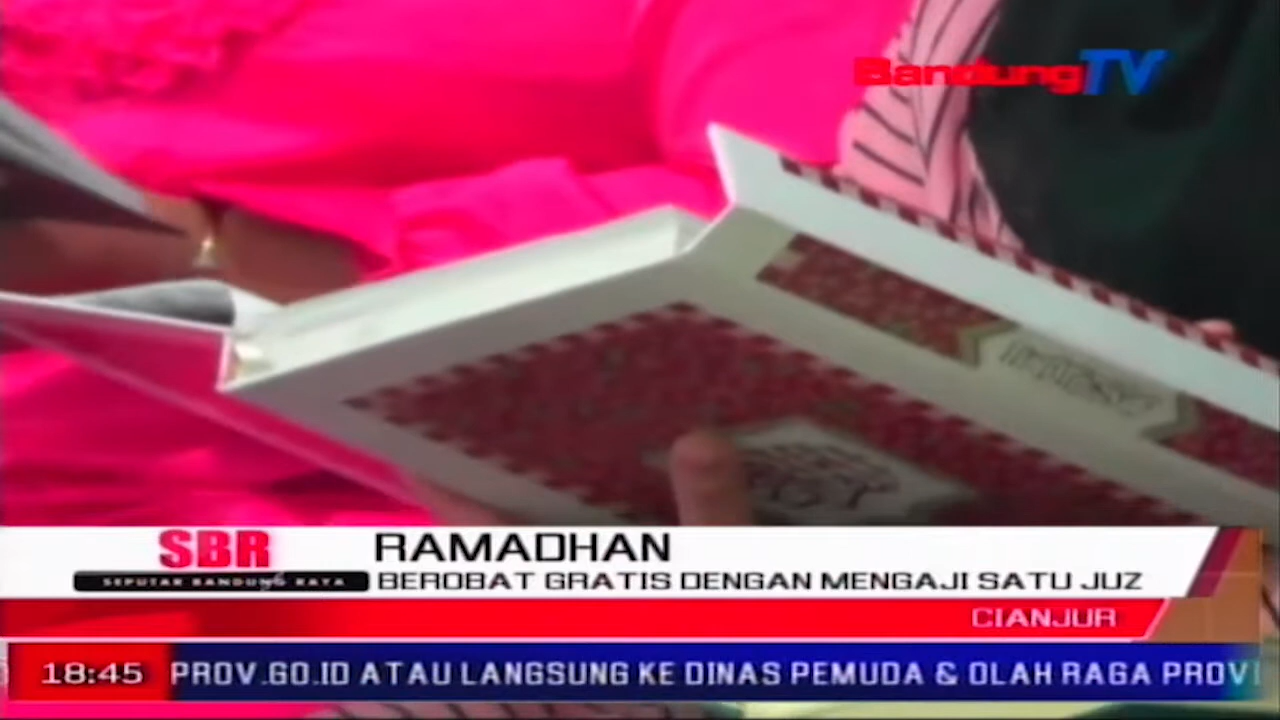 BandungTV
SBR
SEPUTAR BANDUNG RAYA
RAMADHAN
BEROBAT GRATIS DENGAN MENGAJI SATU JUZ
CIANJUR
18:45 PROV.GO.ID ATAU LANGSUNG KE DINAS PEMUDA & OLAH RAGA PROVI